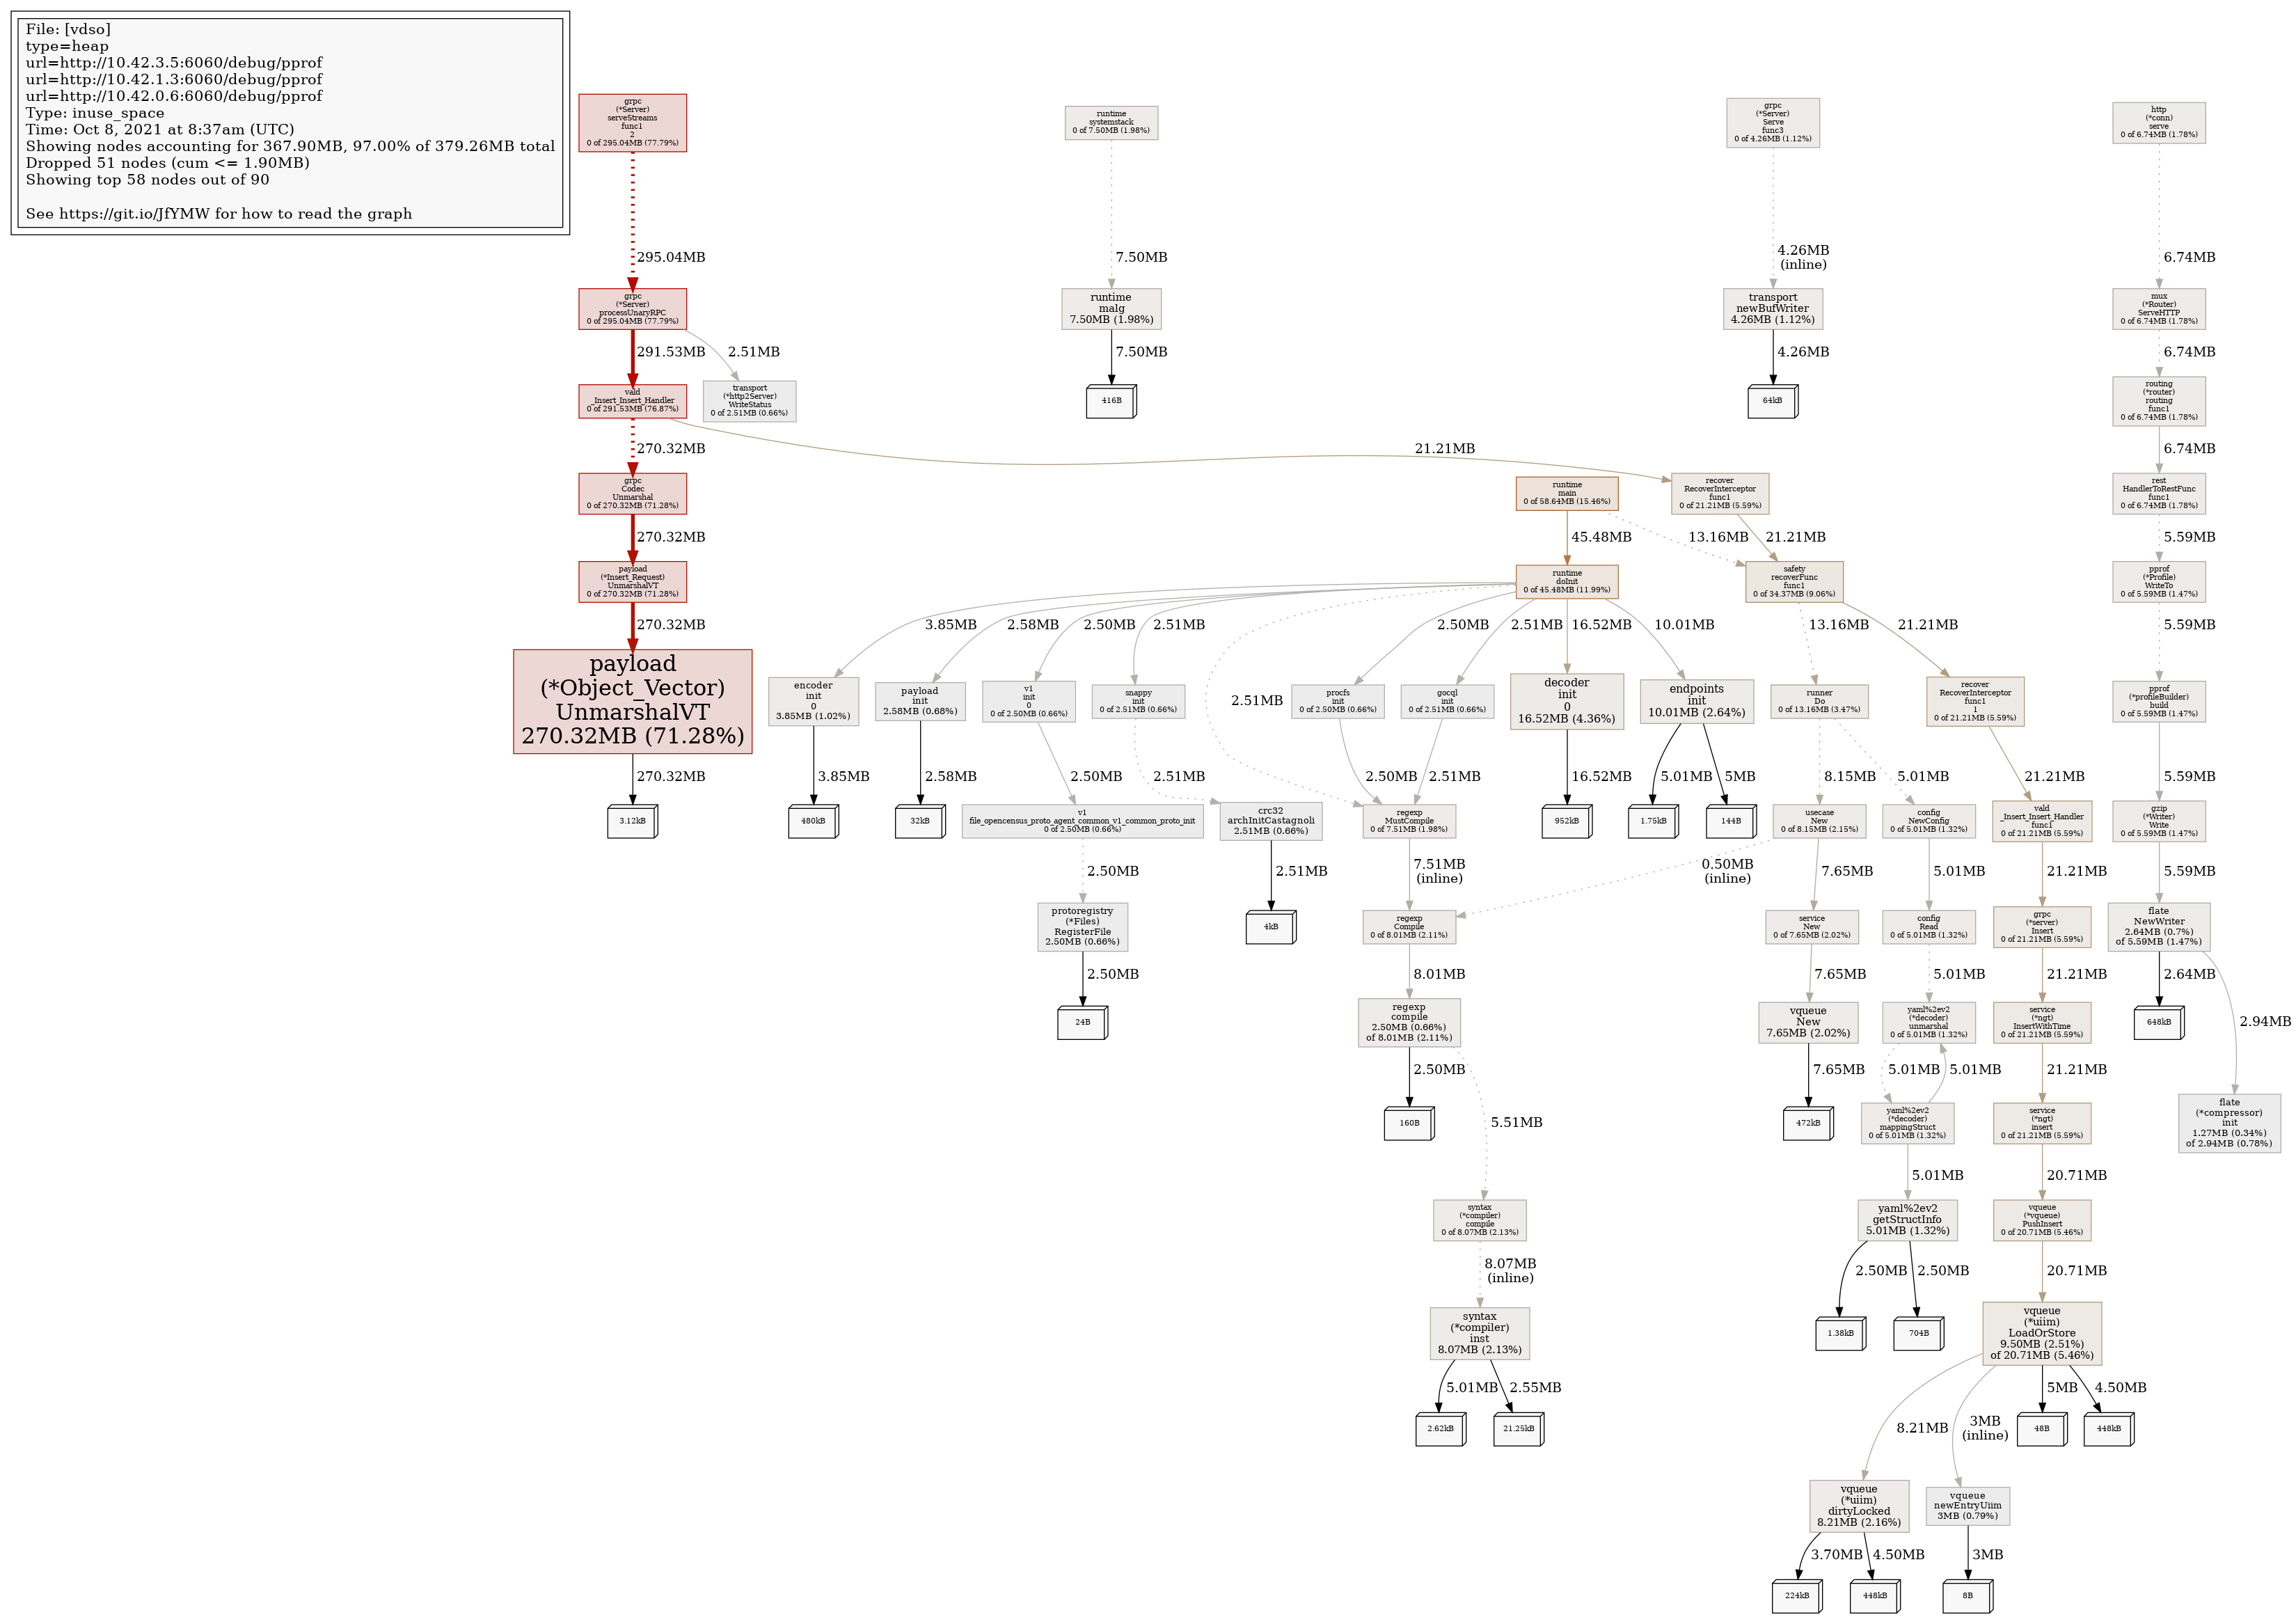 File: [vdso]
type=heap
url=http://10.42.3.5:6060/debug/pprof
url=http://10.42.1.3:6060/debug/pprof
url=http://10.42.0.6:6060/debug/pprof
Type: inuse_space
Time: Oct 8, 2021 at 8:37am (UTC)
Showing nodes accounting for 367.90MB, 97.00% of 379.26MB total
Dropped 51 nodes (cum <= 1.90MB)
Showing top 58 nodes out of 90
See https://git.io/JfYMW for how to read the graph
grpc
(*Server)
serveStreams
func1
2
0 of 295.04MB (77.79%)
runtime
systemstack
0 of 7.50MB (1.98%)
grpc
(*Server)
Serve
func3
0 of 4.26MB (1.12%)
http
(*conn)
serve
0 of 6.74MB (1.78%)
295.04MB
7.50MB
4.26MB
(inline)
6.74MB
grpc
(*Server)
processUnaryRPC
0 of 295.04MB (77.79%)
runtime
malg
7.50MB (1.98%)
transport
newBufWriter
4.26MB (1.12%)
mux
(*Router)
ServeHTTP
0 of 6.74MB (1.78%)
291.53MB
2.51MB
7.50MB
4.26MB
6.74MB
vald
_Insert_Insert_Handler
0 of 291.53MB (76.87%)
transport
(*http2Server)
WriteStatus
0 of 2.51MB (0.66%)
416B
64kB
routing
(*router)
routing
func1
0 of 6.74MB (1.78%)
270.32MB
21.21MB
6.74MB
grpc
Codec
Unmarshal
0 of 270.32MB (71.28%)
runtime
main
0 of 58.64MB (15.46%)
recover
RecoverInterceptor
func1
0 of 21.21MB (5.59%)
rest
HandlerToRestFunc
func1
0 of 6.74MB (1.78%)
270.32MB
45.48MB
13.16MB
21.21MB
5.59MB
payload
(*Insert_Request)
UnmarshalVT
0 of 270.32MB (71.28%)
runtime
doInit
0 of 45.48MB (11.99%)
safety
recoverFunc
func1
0 of 34.37MB (9.06%)
pprof
(*Profile)
WriteTo
0 of 5.59MB (1.47%)
270.32MB
3.85MB
2.58MB
2.50MB
2.51MB
2.51MB
2.50MB
2.51MB
16.52MB
10.01MB
13.16MB
21.21MB
5.59MB
payload
(*Object_Vector)
UnmarshalVT
270.32MB (71.28%)
encoder
init
0
3.85MB (1.02%)
payload
init
2.58MB (0.68%)
v1
init
0
0 of 2.50MB (0.66%)
snappy
init
0 of 2.51MB (0.66%)
procfs
init
0 of 2.50MB (0.66%)
gocql
init
0 of 2.51MB (0.66%)
decoder
init
0
16.52MB (4.36%)
endpoints
init
10.01MB (2.64%)
runner
Do
0 of 13.16MB (3.47%)
recover
RecoverInterceptor
func1
1
0 of 21.21MB (5.59%)
pprof
(*profileBuilder)
build
0 of 5.59MB (1.47%)
270.32MB
3.85MB
2.58MB
2.50MB
2.51MB
2.50MB
2.51MB
16.52MB
5.01MB
5MB
8.15MB
5.01MB
21.21MB
5.59MB
3.12kB
480kB
32kB
v1
file_opencensus_proto_agent_common_v1_common_proto_init
0 of 2.50MB (0.66%)
crc32
archInitCastagnoli
2.51MB (0.66%)
regexp
MustCompile
0 of 7.51MB (1.98%)
952kB
1.75kB
144B
usecase
New
0 of 8.15MB (2.15%)
config
NewConfig
0 of 5.01MB (1.32%)
vald
_Insert_Insert_Handler
func1
0 of 21.21MB (5.59%)
gzip
(*Writer)
Write
0 of 5.59MB (1.47%)
2.50MB
2.51MB
7.51MB
(inline)
0.50MB
(inline)
7.65MB
5.01MB
21.21MB
5.59MB
protoregistry
(*Files)
RegisterFile
2.50MB (0.66%)
4kB
regexp
Compile
0 of 8.01MB (2.11%)
service
New
0 of 7.65MB (2.02%)
config
Read
0 of 5.01MB (1.32%)
grpc
(*server)
Insert
0 of 21.21MB (5.59%)
flate
NewWriter
2.64MB (0.7%)
of 5.59MB (1.47%)
2.50MB
8.01MB
7.65MB
5.01MB
21.21MB
2.64MB
2.94MB
24B
regexp
compile
2.50MB (0.66%)
of 8.01MB (2.11%)
vqueue
New
7.65MB (2.02%)
yaml%2ev2
(*decoder)
unmarshal
0 of 5.01MB (1.32%)
service
(*ngt)
InsertWithTime
0 of 21.21MB (5.59%)
648kB
2.50MB
5.51MB
7.65MB
5.01MB
5.01MB
21.21MB
160B
472kB
yaml%2ev2
(*decoder)
mappingStruct
0 of 5.01MB (1.32%)
service
(*ngt)
insert
0 of 21.21MB (5.59%)
flate
(*compressor)
init
1.27MB (0.34%)
of 2.94MB (0.78%)
5.01MB
20.71MB
syntax
(*compiler)
compile
0 of 8.07MB (2.13%)
yaml%2ev2
getStructInfo
5.01MB (1.32%)
vqueue
(*vqueue)
PushInsert
0 of 20.71MB (5.46%)
8.07MB
(inline)
2.50MB
2.50MB
20.71MB
syntax
(*compiler)
inst
8.07MB (2.13%)
1.38kB
704B
vqueue
(*uiim)
LoadOrStore
9.50MB (2.51%)
of 20.71MB (5.46%)
5.01MB
2.55MB
8.21MB
3MB
(inline)
5MB
4.50MB
2.62kB
21.25kB
48B
448kB
vqueue
(*uiim)
dirtyLocked
8.21MB (2.16%)
vqueue
newEntryUiim
3MB (0.79%)
3.70MB
4.50MB
3MB
224kB
448kB
8B